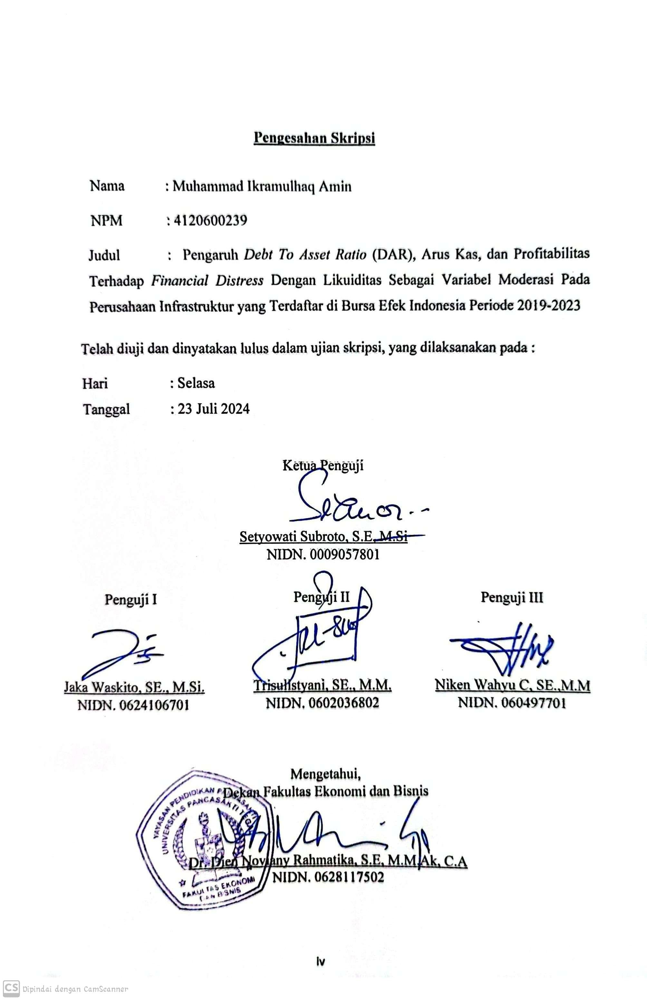 Pengesahan Skripsi
Nama : Muhammad Ikramulhaq Amin
NPM : 4120600239
Judul : Pengaruh Debt To Asset Ratio (DAR), Arus Kas, dan Profitabilitas
Terhadap Financial Distress Dengan Likuiditas Sebagai Variabel Moderasi Pada
Perusahaan Infrastruktur yang Terdaftar di Bursa Efek Indonesia Periode 2019-2023
Telah diuji dan dinyatakan lulus dalam ujian skripsi, yang dilaksanakan pada :
Hari : Selasa
Tanggal : 23 Juli 2024
Ketua Penguji
Setyowati Subroto, S.E, M.Si
NIDN. 0009057801
Penguji I
Penguji II
Penguji III
Jaka Waskito, SE., M.Si.
NIDN. 0624106701
Trisulistyani, SE., M.M.
NIDN. 0602036802
Niken Wahyu C, SE.,M.M
NIDN. 060497701
Mengetahui,
Dekan Fakultas Ekonomi dan Bisnis
YAYASAN PENDIDIKAN PANCASAKTI
UNIVERSITAS PANCASAKTI TEGAL
FAKULTAS EKONOMI
DAN BISNIS
Dr. Dien Noviany Rahmatika, S.E, M.M,Ak, C.A
NIDN. 0628117502
iv
CS Dipindai dengan CamScanner